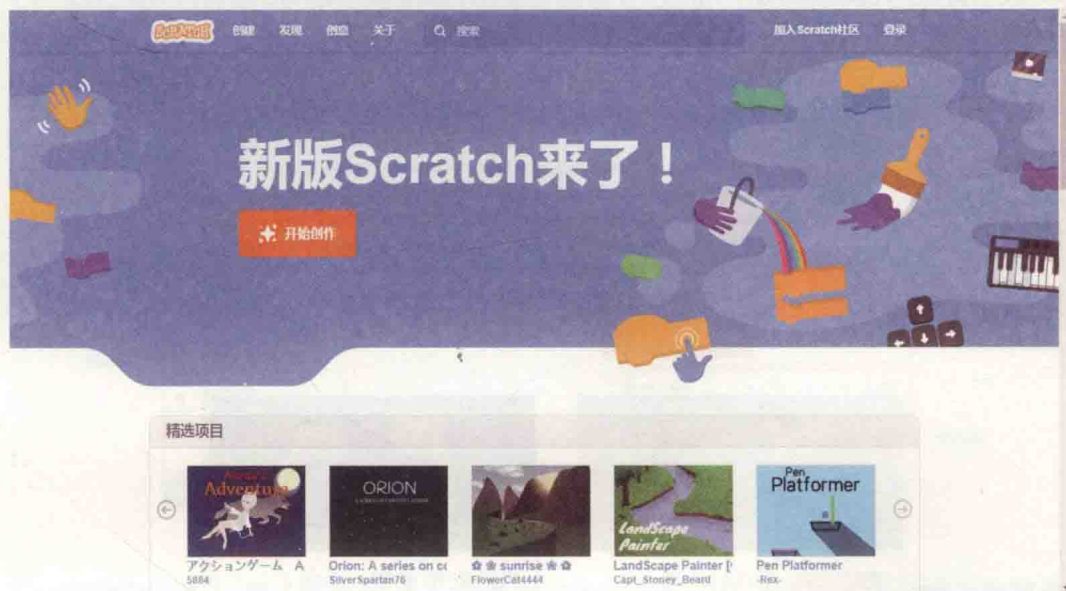 SCRATCH 创建 发现 创意 关于 搜索 加入Scratch社区 登录
新版Scratch来了！
开始创作
精选项目
Adventure
ORION
LandScape
Painter
Pen
Platformer
アクションゲーム A
Orion: A series on co
✿ ❀ sunrise ❀ ✿
LandScape Painter [
Pen Platformer
5884
SilverSpartan76
FlowerCat4444
Capt_Stoney_Beard
-Rex-